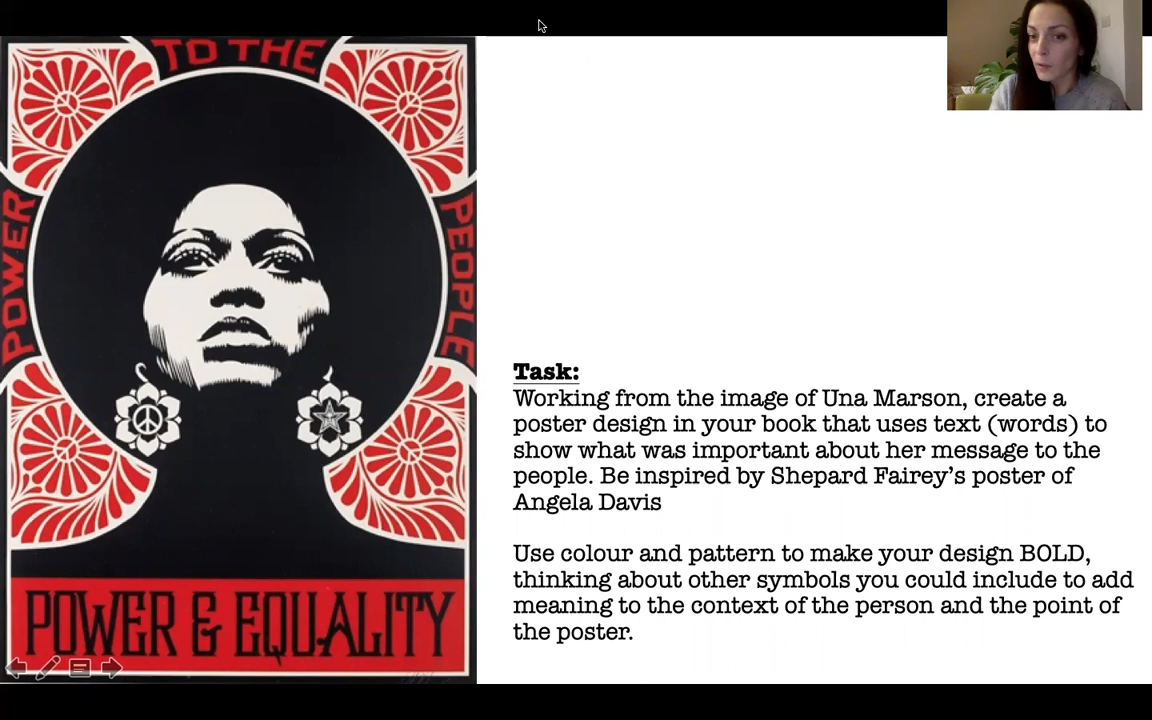 TO THE
POWER
PEOPLE
POWER & EQUALITY
Task:
Working from the image of Una Marson, create a
poster design in your book that uses text (words) to
show what was important about her message to the
people. Be inspired by Shepard Fairey’s poster of
Angela Davis
Use colour and pattern to make your design BOLD,
thinking about other symbols you could include to add
meaning to the context of the person and the point of
the poster.